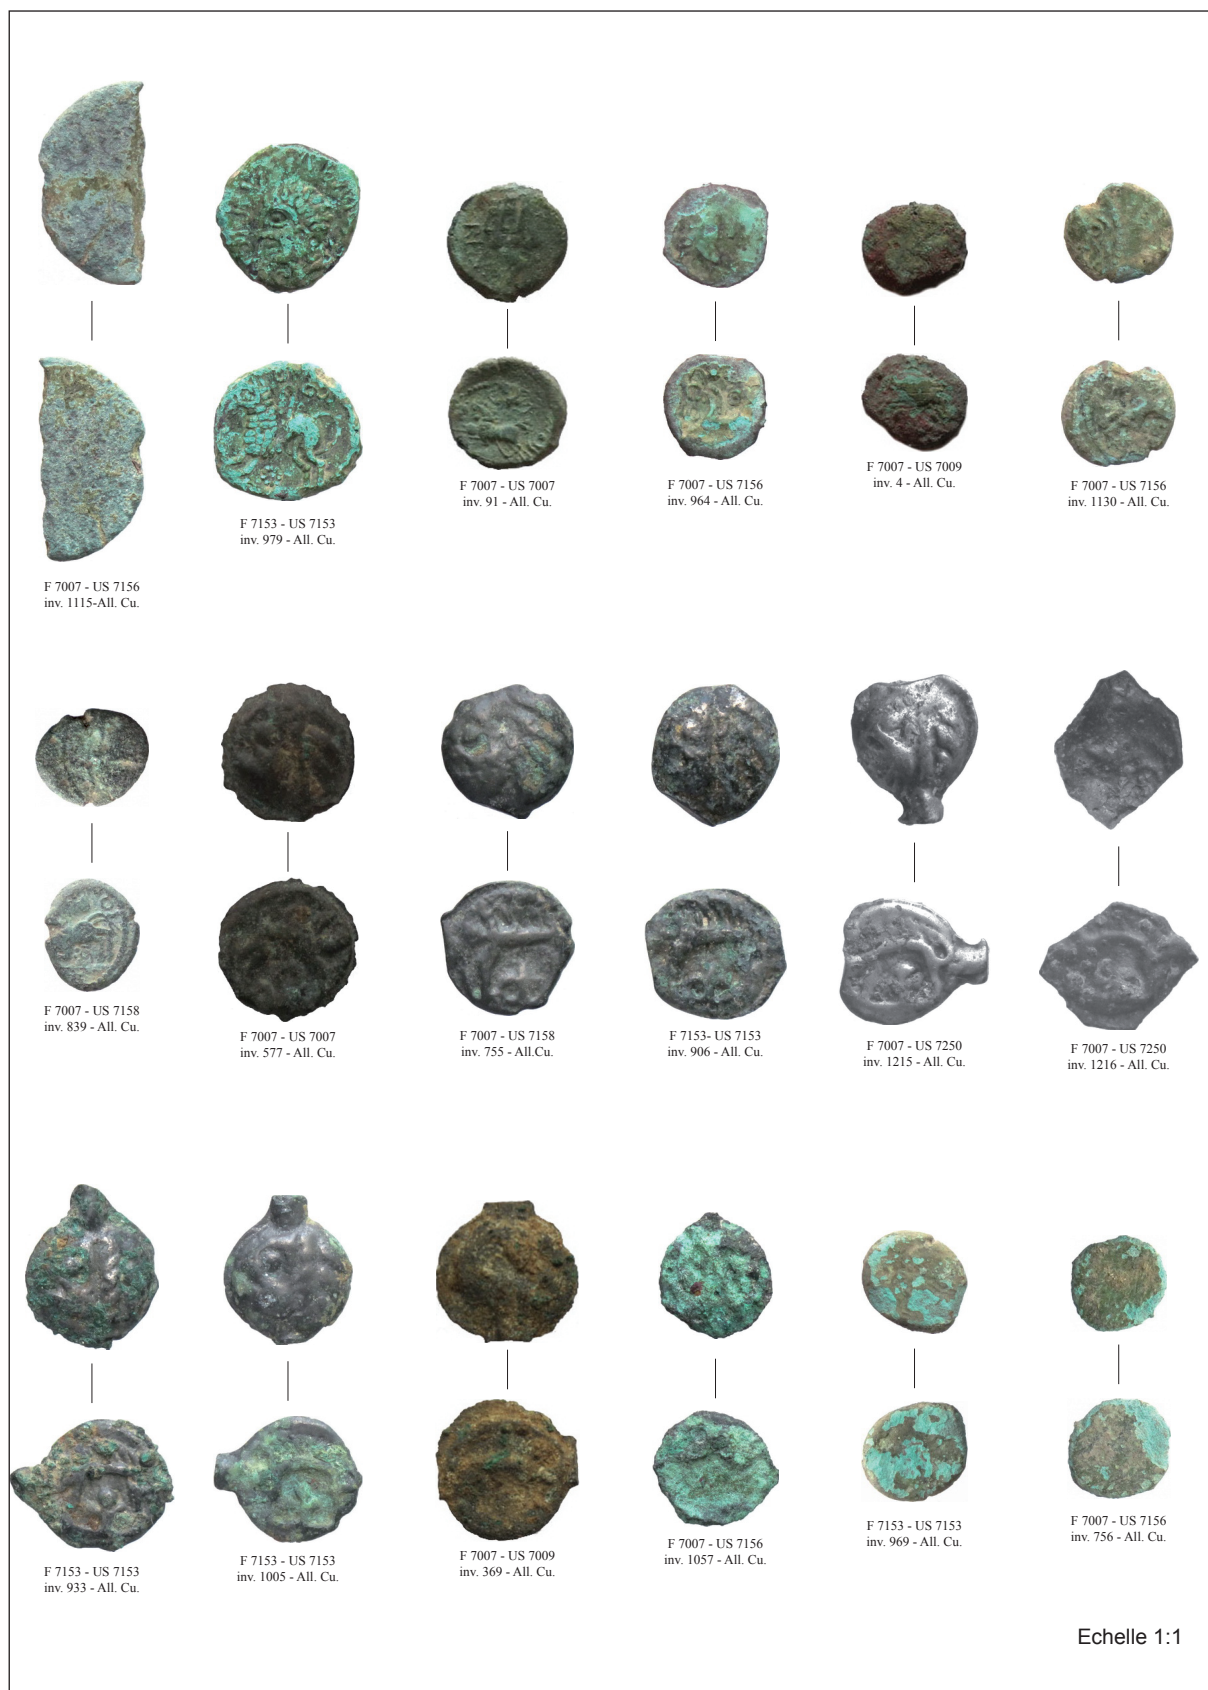 F 7007 - US 7156
inv. 1115-All. Cu.
F 7153 - US 7153
inv. 979 - All. Cu.
F 7007 - US 7007
inv. 91 - All. Cu.
F 7007 - US 7156
inv. 964 - All. Cu.
F 7007 - US 7009
inv. 4 - All. Cu.
F 7007 - US 7156
inv. 1130 - All. Cu.
F 7007 - US 7158
inv. 839 - All. Cu.
F 7007 - US 7007
inv. 577 - All. Cu.
F 7007 - US 7158
inv. 755 - All.Cu.
F 7153- US 7153
inv. 906 - All. Cu.
F 7007 - US 7250
inv. 1215 - All. Cu.
F 7007 - US 7250
inv. 1216 - All. Cu.
F 7153 - US 7153
inv. 933 - All. Cu.
F 7153 - US 7153
inv. 1005 - All. Cu.
F 7007 - US 7009
inv. 369 - All. Cu.
F 7007 - US 7156
inv. 1057 - All. Cu.
F 7153 - US 7153
inv. 969 - All. Cu.
F 7007 - US 7156
inv. 756 - All. Cu.
Echelle 1:1